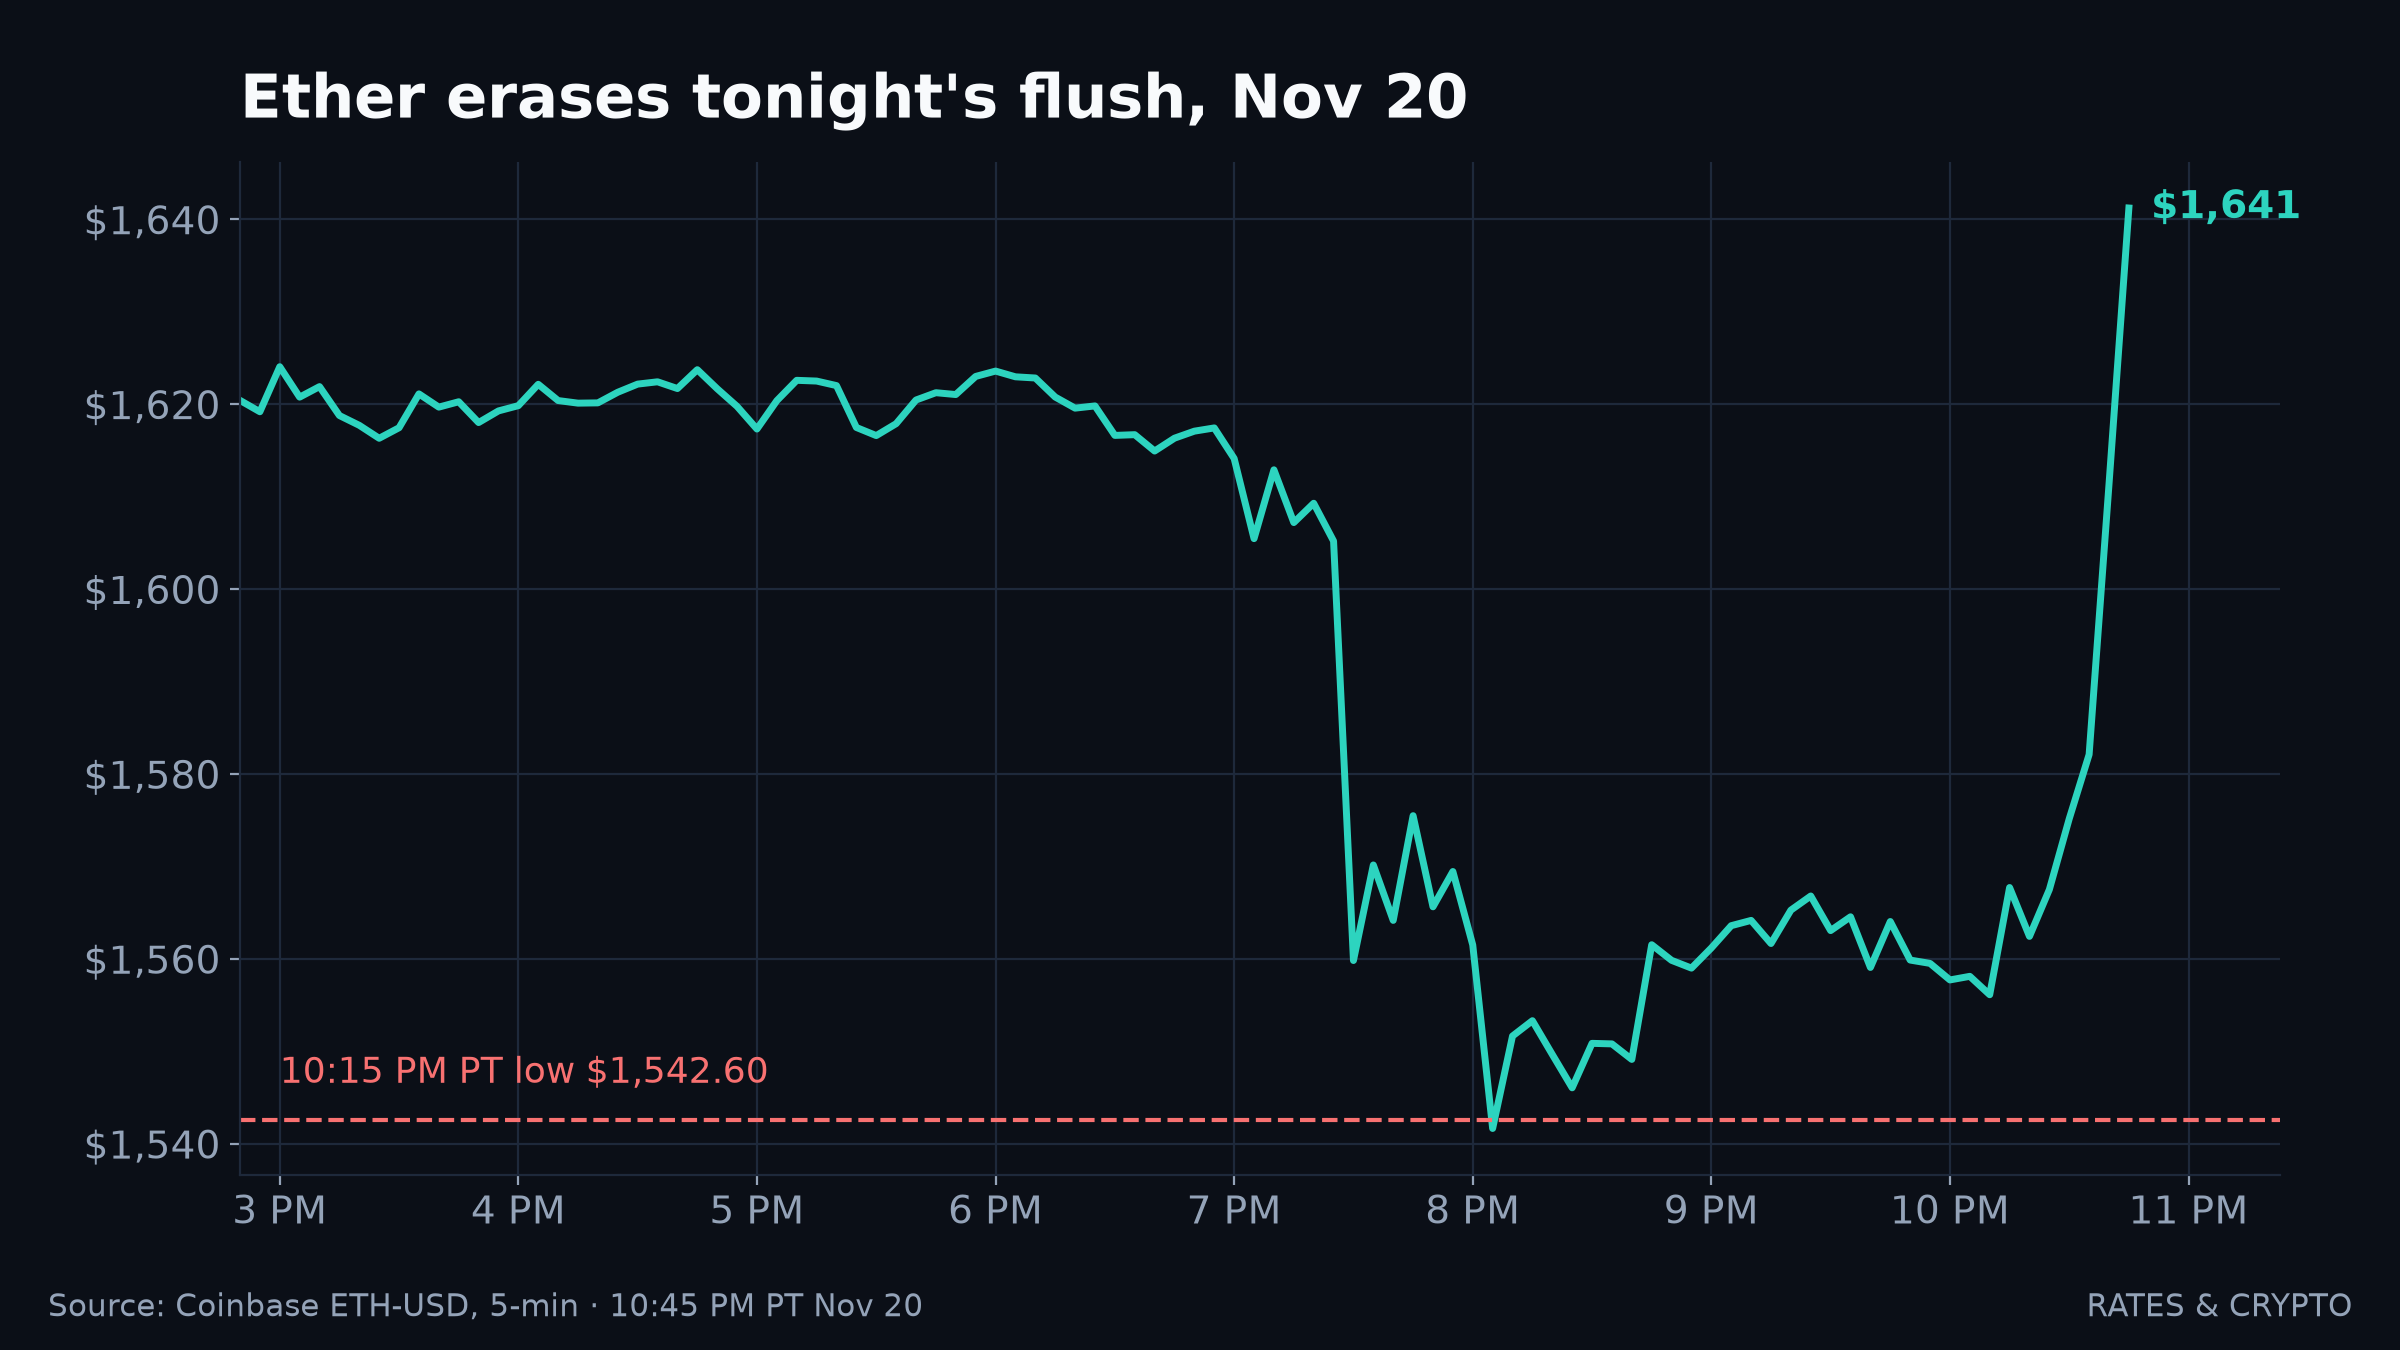 Ether erases tonight's flush, Nov 20
$1,640
$1,641
$1,620
$1,600
$1,580
$1,560
10:15 PM PT low $1,542.60
$1,540
3 PM
4 PM
5 PM
6 PM
7 PM
8 PM
9 PM
10 PM
11 PM
Source: Coinbase ETH-USD, 5-min · 10:45 PM PT Nov 20
RATES & CRYPTO